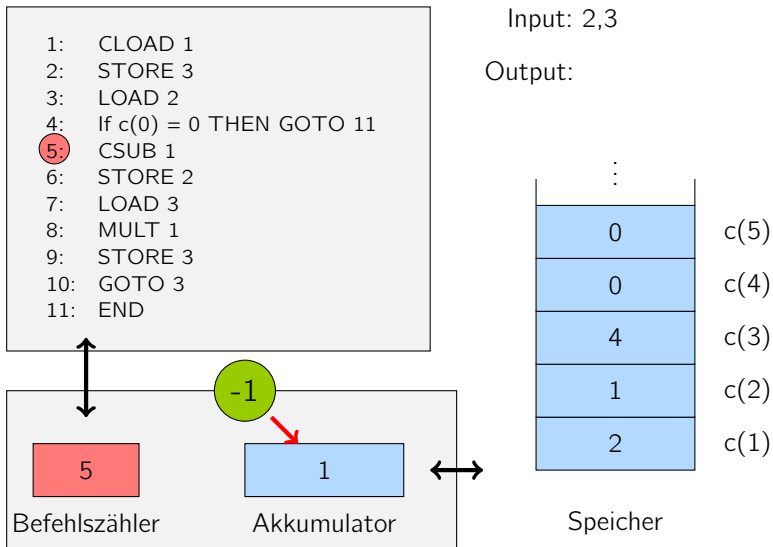 1: CLOAD 1
2: STORE 3
3: LOAD 2
4: If c(0) = 0 THEN GOTO 11
5: CSUB 1
6: STORE 2
7: LOAD 3
8: MULT 1
9: STORE 3
10: GOTO 3
11: END
Input: 2,3
Output:
⋮
0 c(5)
0 c(4)
4 c(3)
1 c(2)
2 c(1)
Speicher
-1
5
1
Befehlszähler
Akkumulator